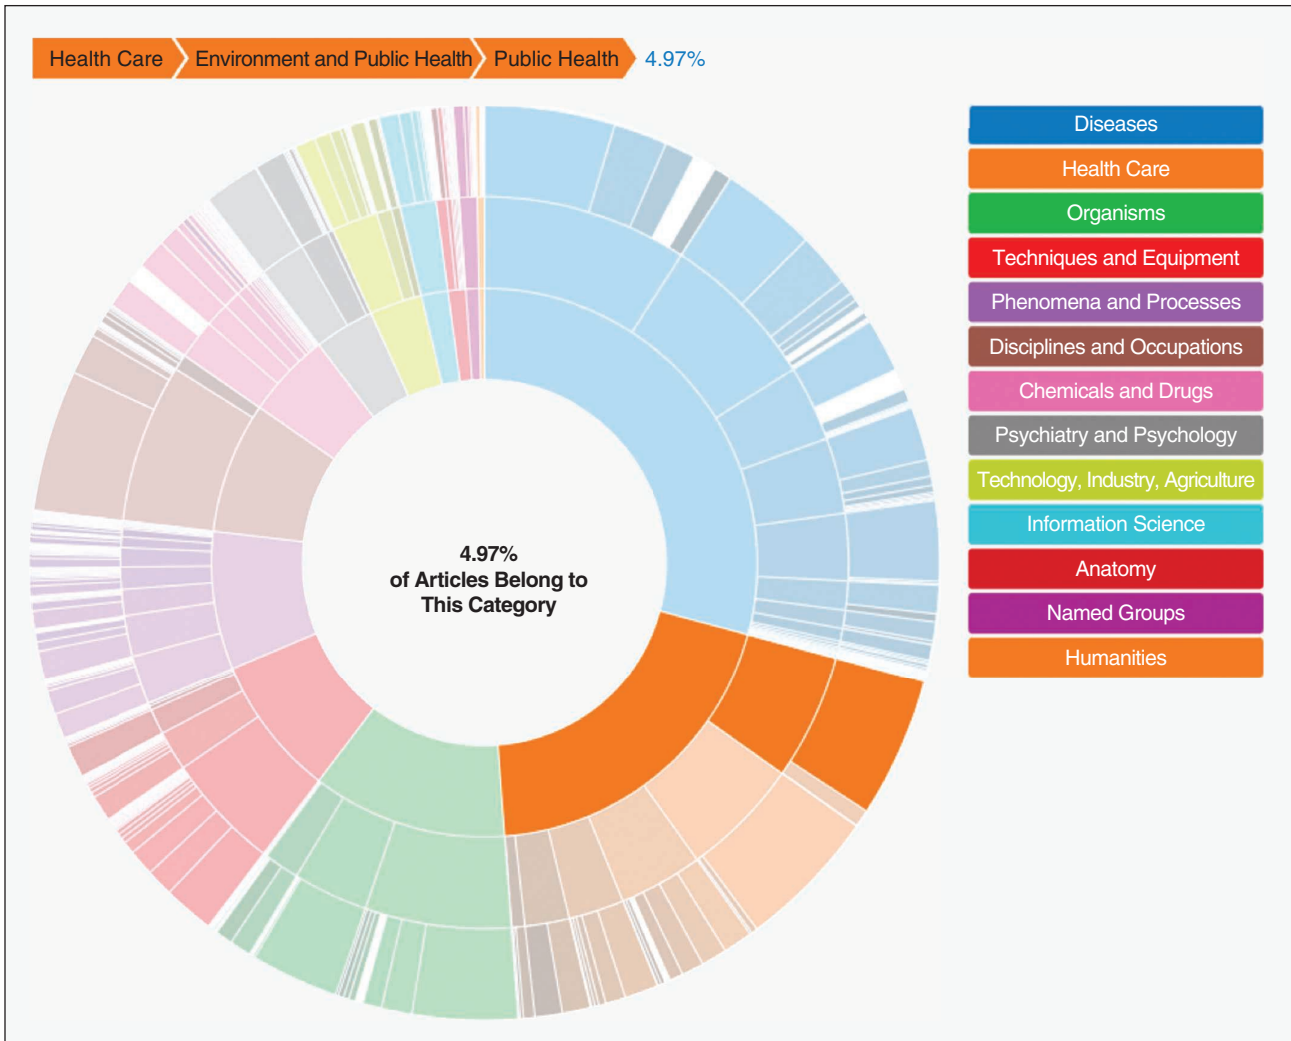 Health Care Environment and Public Health Public Health 4.97%
4.97%
of Articles Belong to
This Category
Diseases
Health Care
Organisms
Techniques and Equipment
Phenomena and Processes
Disciplines and Occupations
Chemicals and Drugs
Psychiatry and Psychology
Technology, Industry, Agriculture
Information Science
Anatomy
Named Groups
Humanities